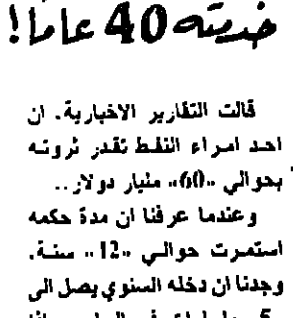 خدمته 40 عاما!
قالت التقارير الاخبارية. ان
احد امراء النفط تقدر ثروته
بحوالي «60» مليار دولار..
وعندما عرفنا ان مدة حكمه
استمرت حوالي «12» سنة.
وجدنا ان دخله السنوي يصل الى